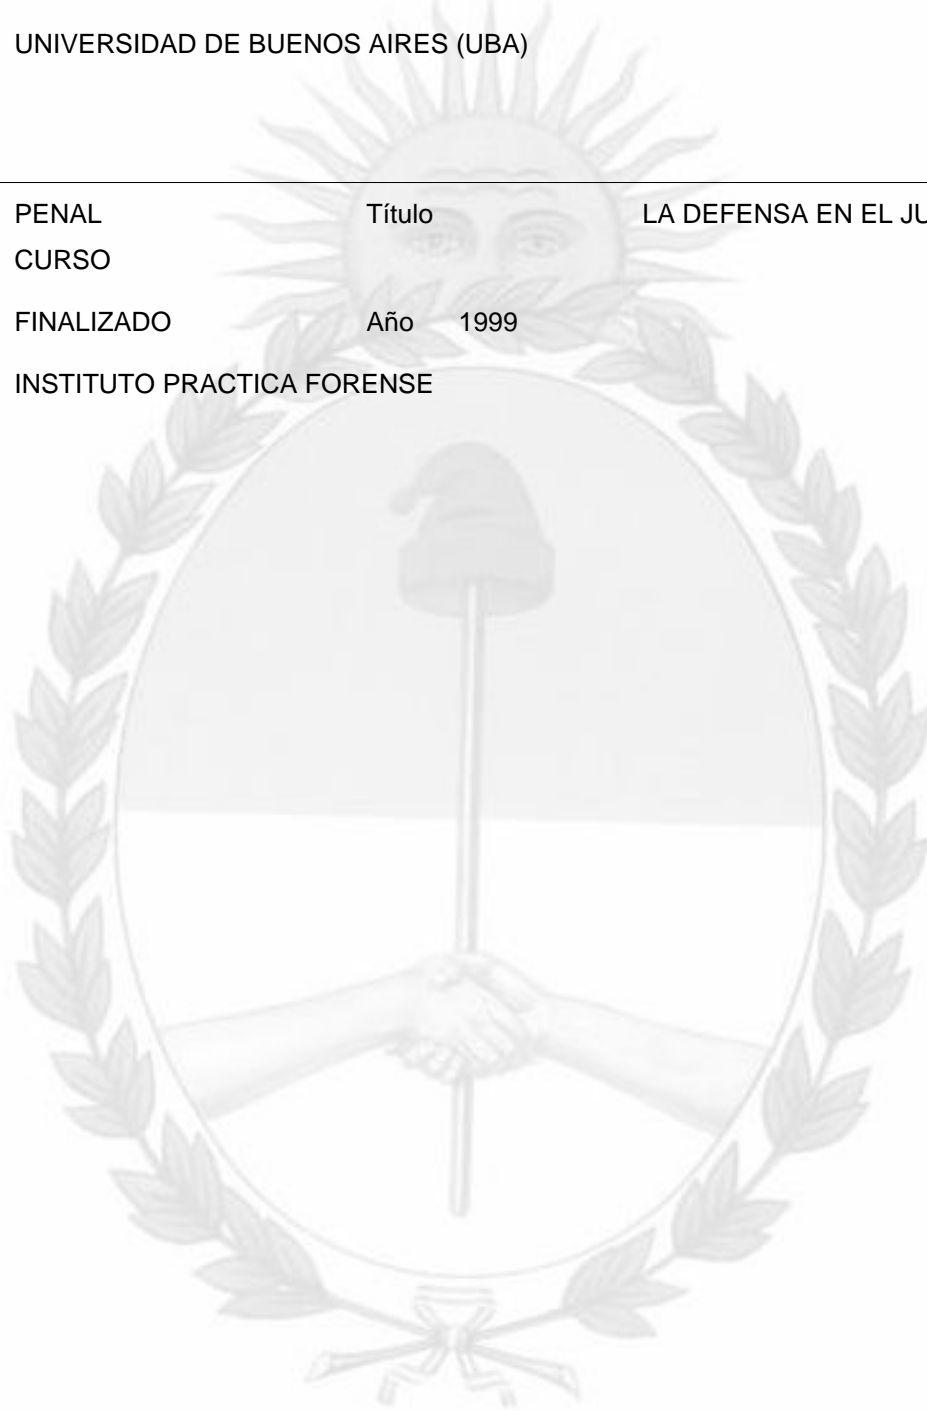 UNIVERSIDAD DE BUENOS AIRES (UBA)
PENAL Título LA DEFENSA EN EL
CURSO
FINALIZADO Año 1999
INSTITUTO PRACTICA FORENSE